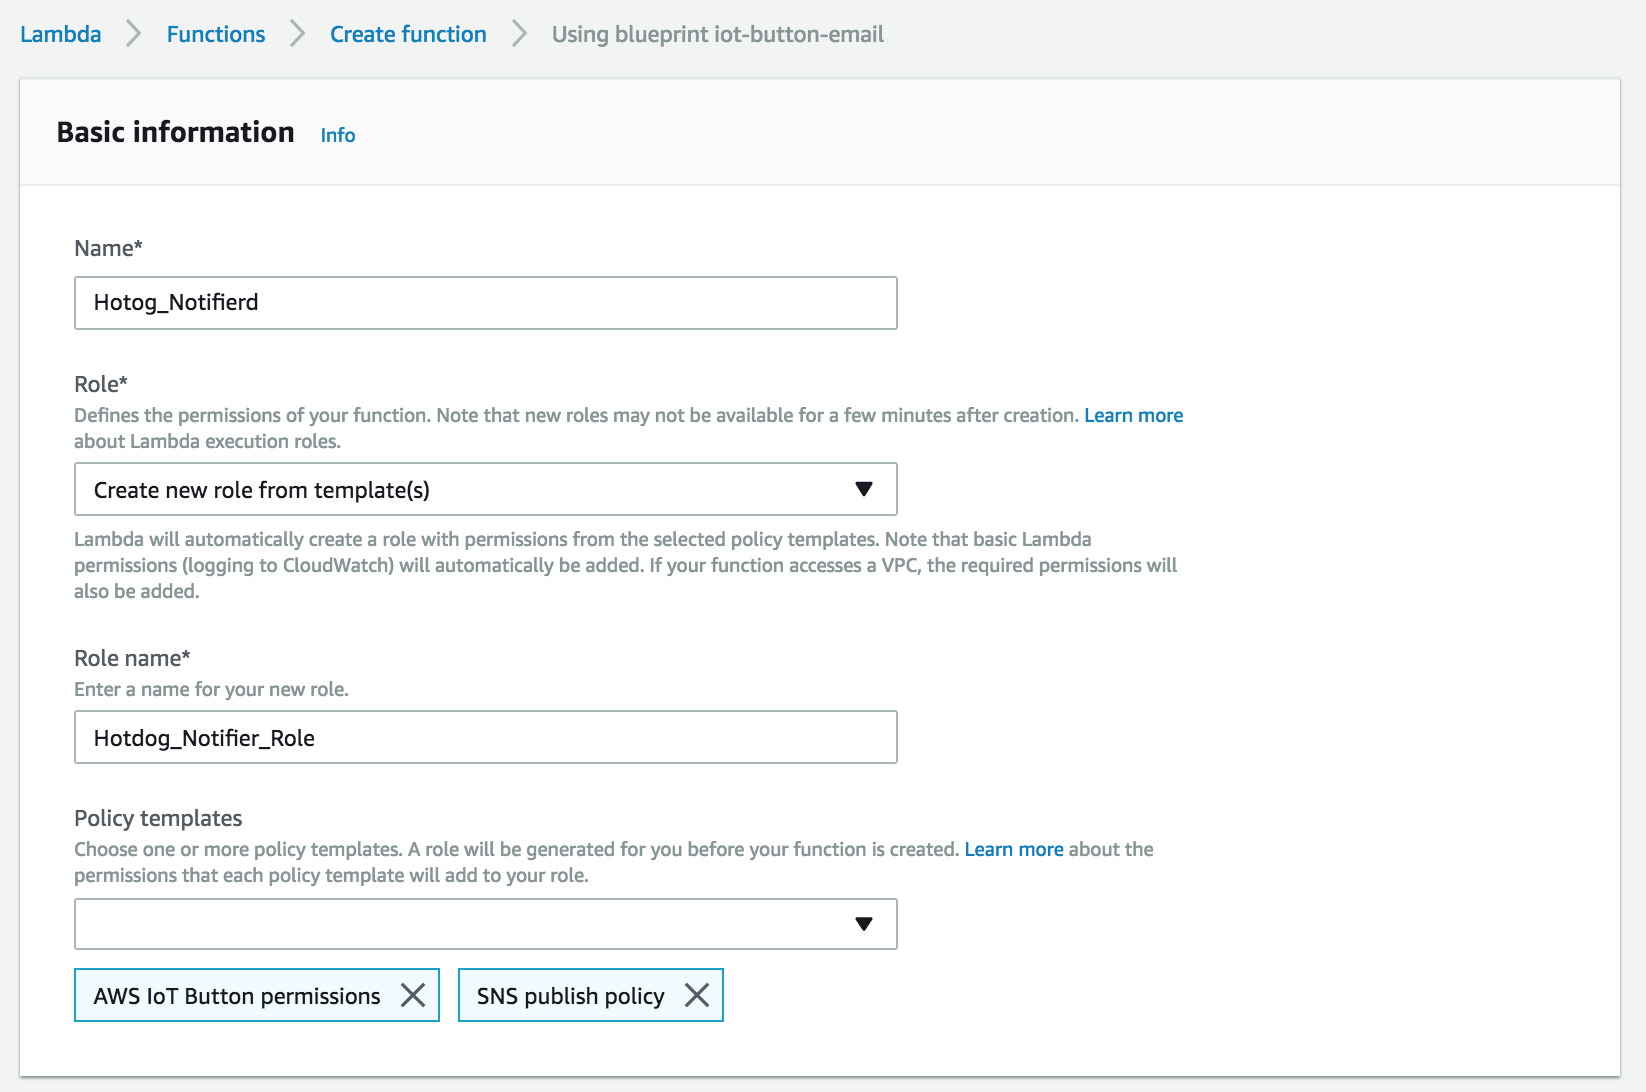 Lambda Functions Create function Using blueprint iot-button-email
Basic information Info
Name*
Hotog_Notifierd
Role*
Defines the permissions of your function. Note that new roles may not be available for a few minutes after creation. Learn more
about Lambda execution roles.
Create new role from template(s)
Lambda will automatically create a role with permissions from the selected policy templates. Note that basic Lambda
permissions (logging to CloudWatch) will automatically be added. If your function accesses a VPC, the required permissions will
also be added.
Role name*
Enter a name for your new role.
Hotdog_Notifier_Role
Policy templates
Choose one or more policy templates. A role will be generated for you before your function is created. Learn more about the
permissions that each policy template will add to your role.
AWS IoT Button permissions SNS publish policy